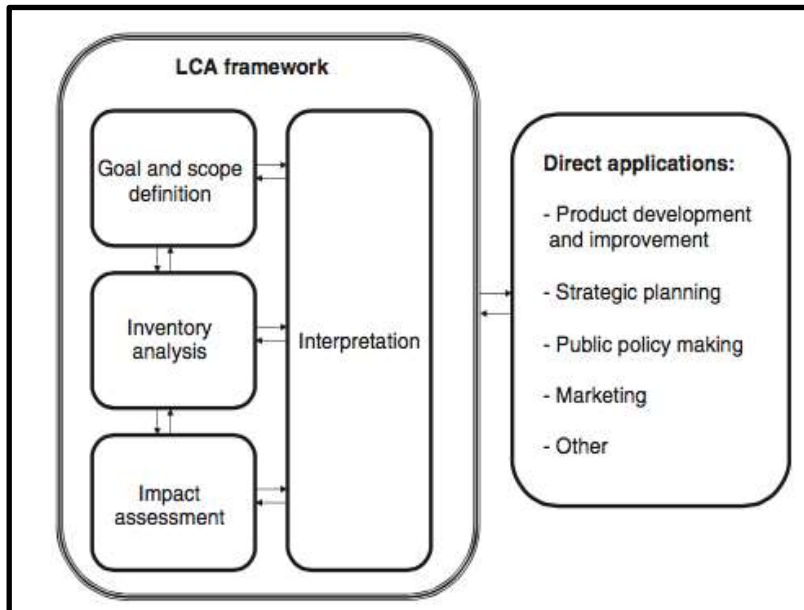 LCA framework
Goal and scope
definition
Inventory
analysis
Impact
assessment
Interpretation
Direct applications:
- Product development
and improvement
- Strategic planning
- Public policy making
- Marketing
- Other